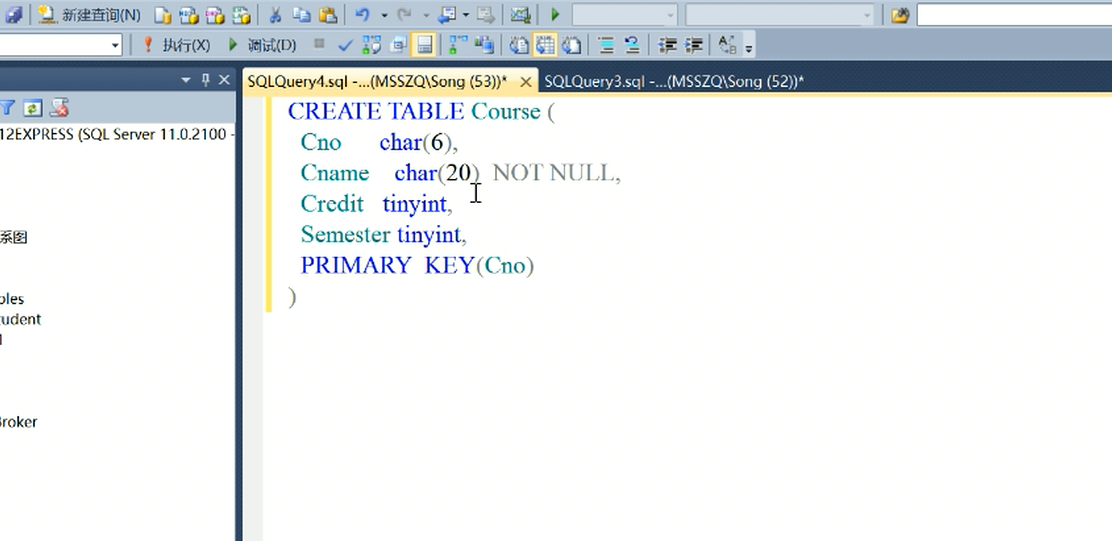 新建查询(N)
执行(X) 调试(D)
SQLQuery4.sql -...(MSSZQ\Song (53))* SQLQuery3.sql -...(MSSZQ\Song (52))*
12EXPRESS (SQL Server 11.0.2100 -
系图
bles
tudent
l
Broker
CREATE TABLE Course (
Cno char(6),
Cname char(20) NOT NULL,
Credit tinyint,
Semester tinyint,
PRIMARY KEY(Cno)
)